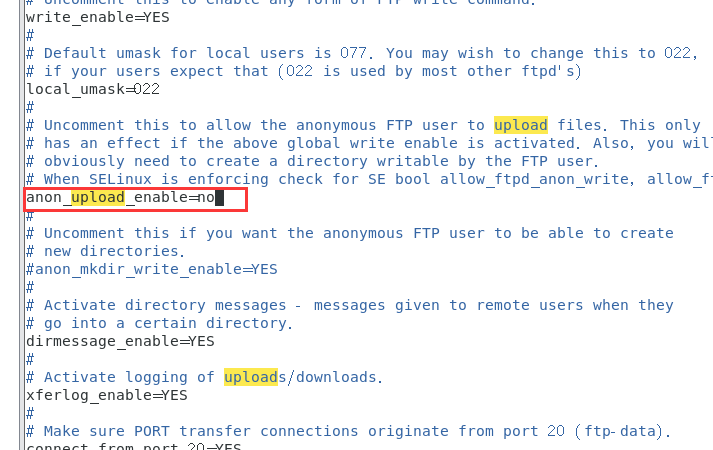 # Uncomment this to enable any form of FTP write command.
write_enable=YES
#
# Default umask for local users is 077. You may wish to change this to 022,
# if your users expect that (022 is used by most other ftpd's)
local_umask=022
#
# Uncomment this to allow the anonymous FTP user to upload files. This only
# has an effect if the above global write enable is activated. Also, you will
# obviously need to create a directory writable by the FTP user.
# When SELinux is enforcing check for SE bool allow_ftpd_anon_write, allow_ft
anon_upload_enable=no
#
# Uncomment this if you want the anonymous FTP user to be able to create
# new directories.
#anon_mkdir_write_enable=YES
#
# Activate directory messages - messages given to remote users when they
# go into a certain directory.
dirmessage_enable=YES
#
# Activate logging of uploads/downloads.
xferlog_enable=YES
#
# Make sure PORT transfer connections originate from port 20 (ftp-data).
connect_from_port_20=YES